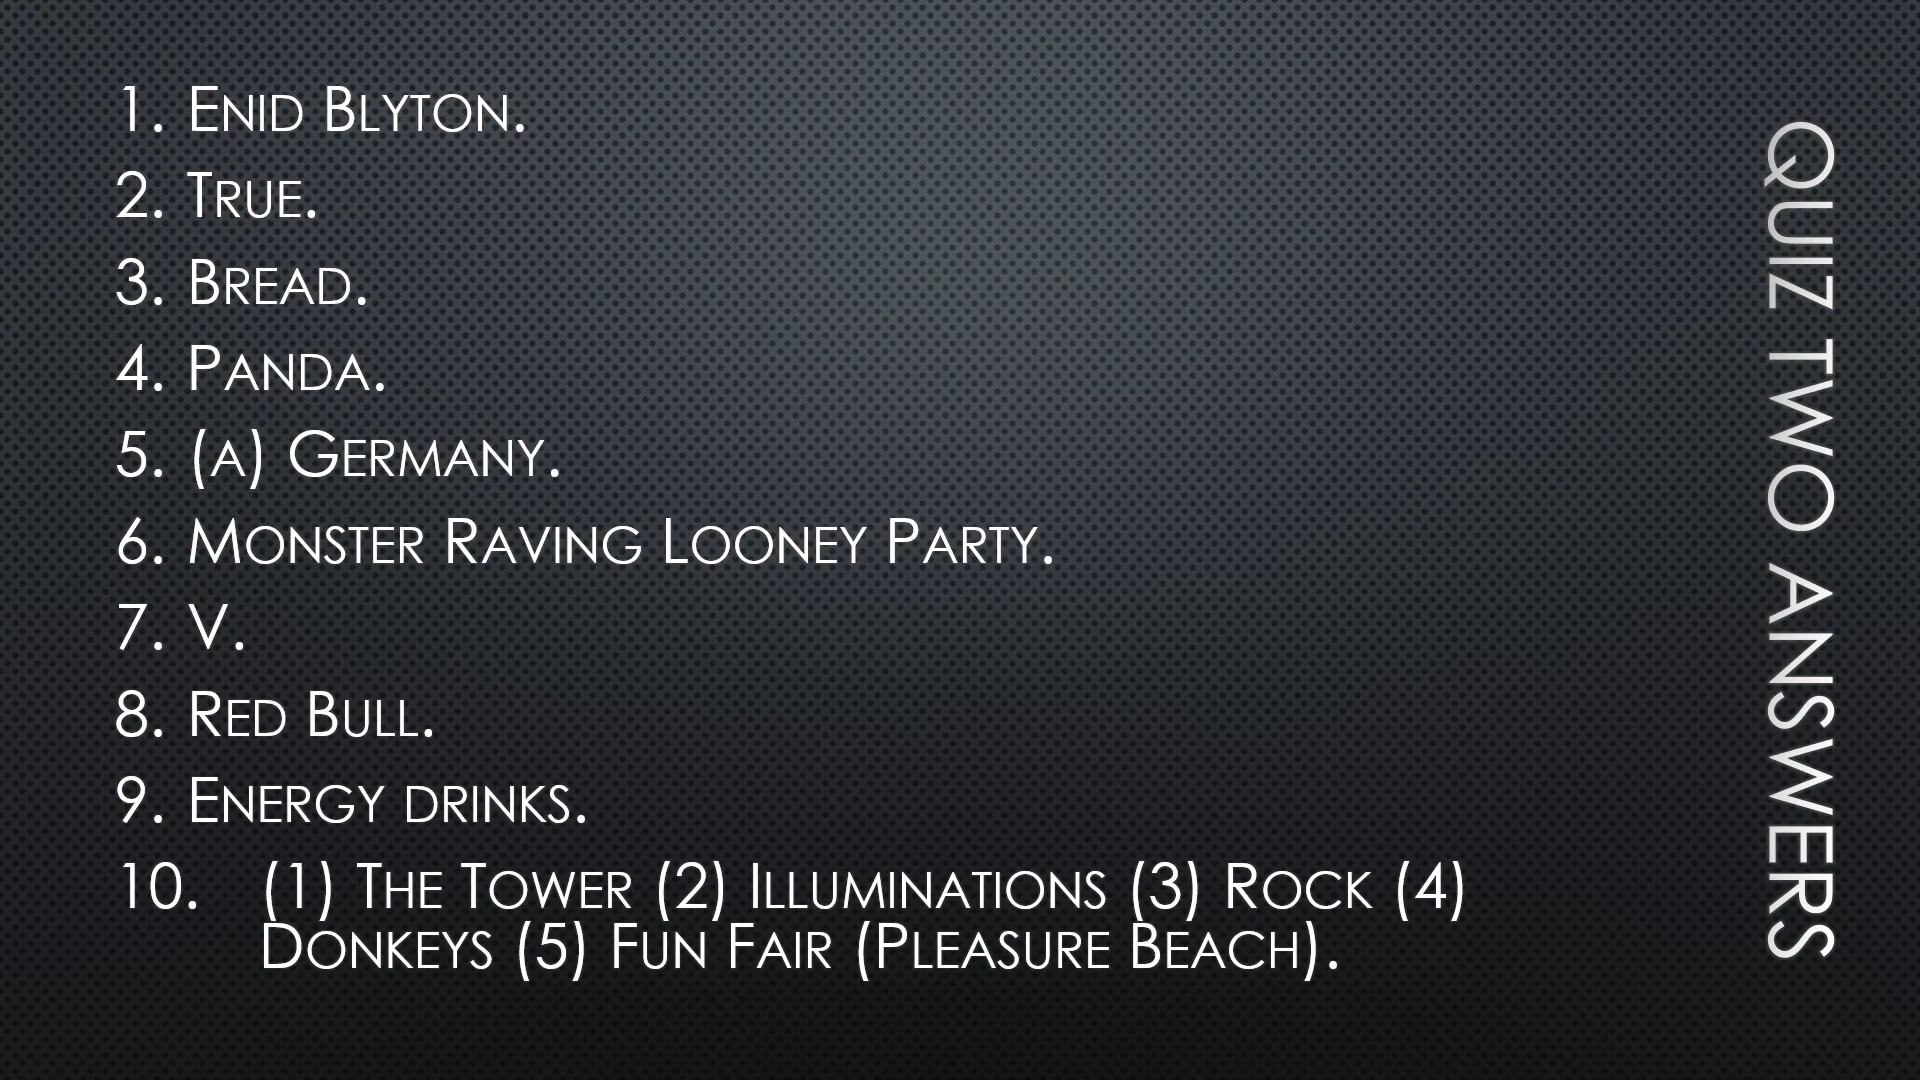 1. Enid Blyton.
2. True.
3. Bread.
4. Panda.
5. (a) Germany.
6. Monster Raving Looney Party.
7. V.
8. Red Bull.
9. Energy drinks.
10. (1) The Tower (2) Illuminations (3) Rock (4)
Donkeys (5) Fun Fair (Pleasure Beach).
QUIZ TWO ANSWERS